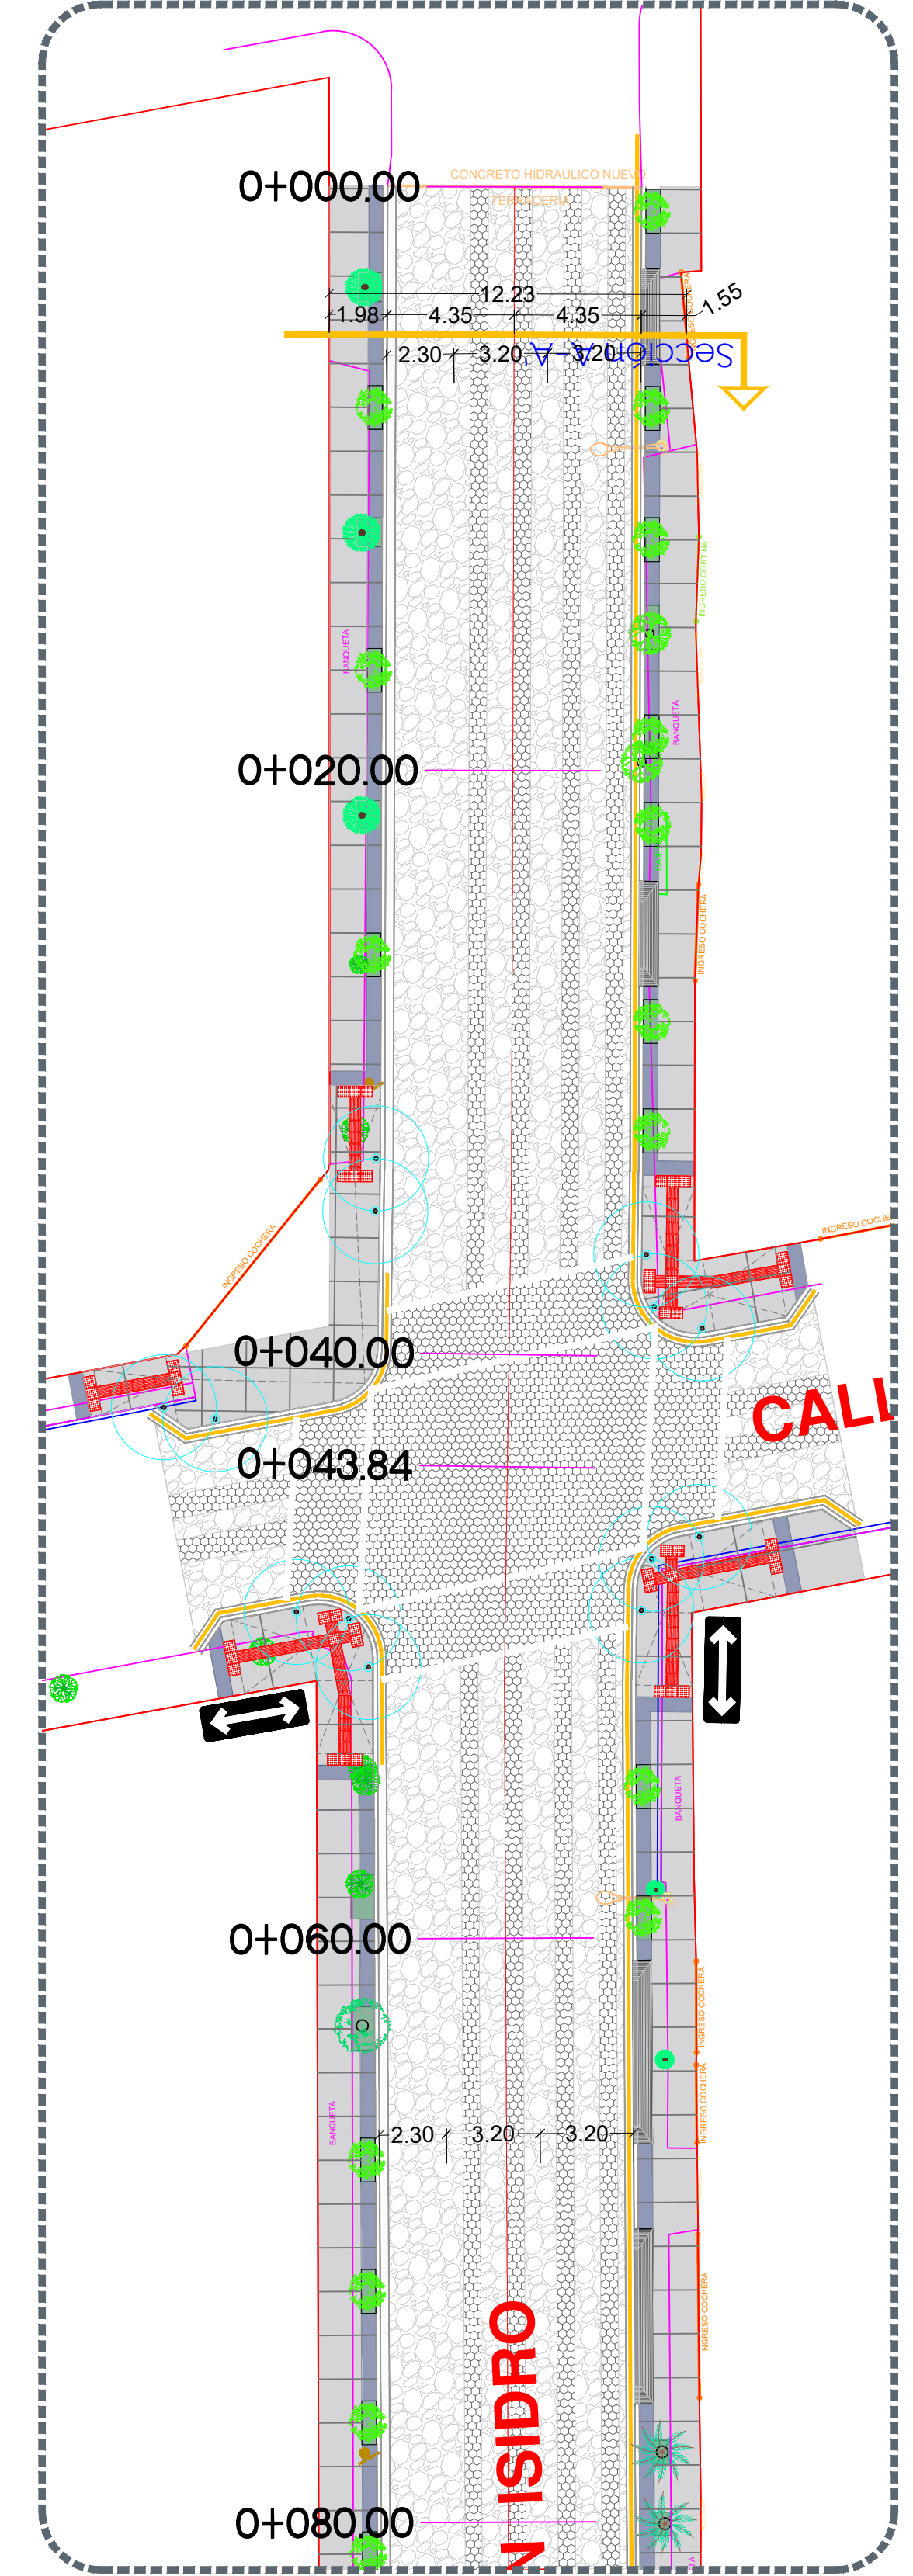 CONCRETO HIDRAULICO NUEVO
0+000.00
TERRACERIA
12.23
1.55
1.98
4.35
4.35
Sección A-A'
2.30
3.20
3.20
INGRESO CORTINA
BANQUETA
BANQUETA
0+020.00
INGRESO COCHERA
INGRESO COCHERA
INGRESO COCHE
0+040.00
CALL
0+043.84
BANQUETA
0+060.00
INGRESO COCHERA
INGRESO COCHERA
BANQUETA
2.30
3.20
3.20
INGRESO COCHERA
N ISIDRO
0+080.00